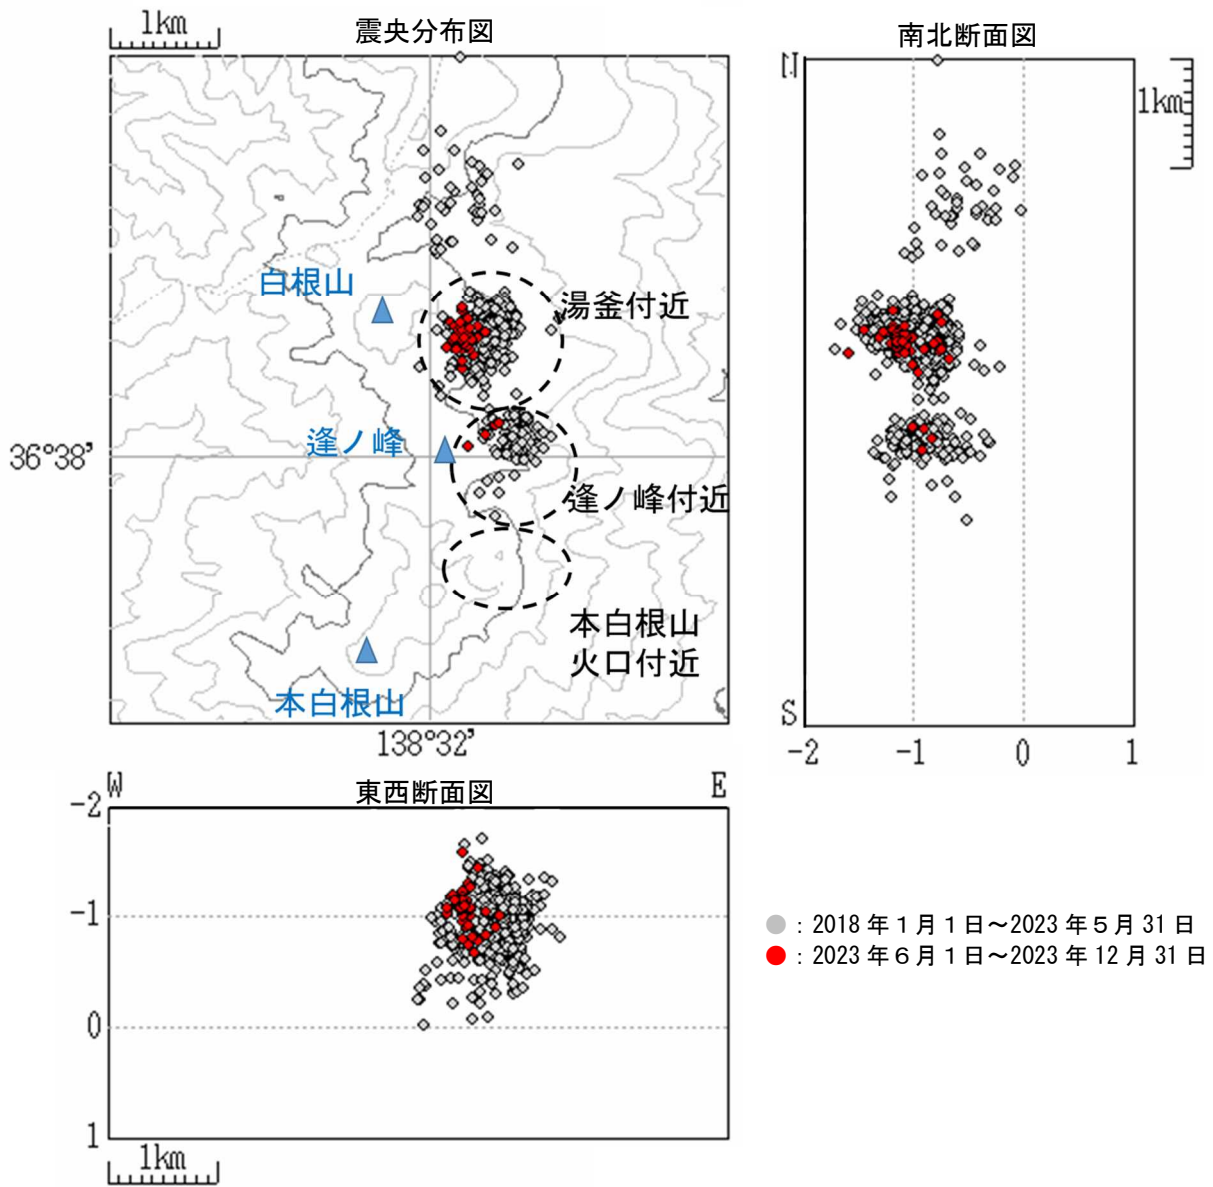 1km
震央分布図
南北断面図
N
1km
白根山
湯釜付近
逢ノ峰
36°38’
逢ノ峰付近
本白根山
火口付近
本白根山
S
138°32’
-2
-1
0
1
W
東西断面図
E
-2
-1
0
1
1km
：2018年1月1日～2023年5月31日
：2023年6月1日～2023年12月31日